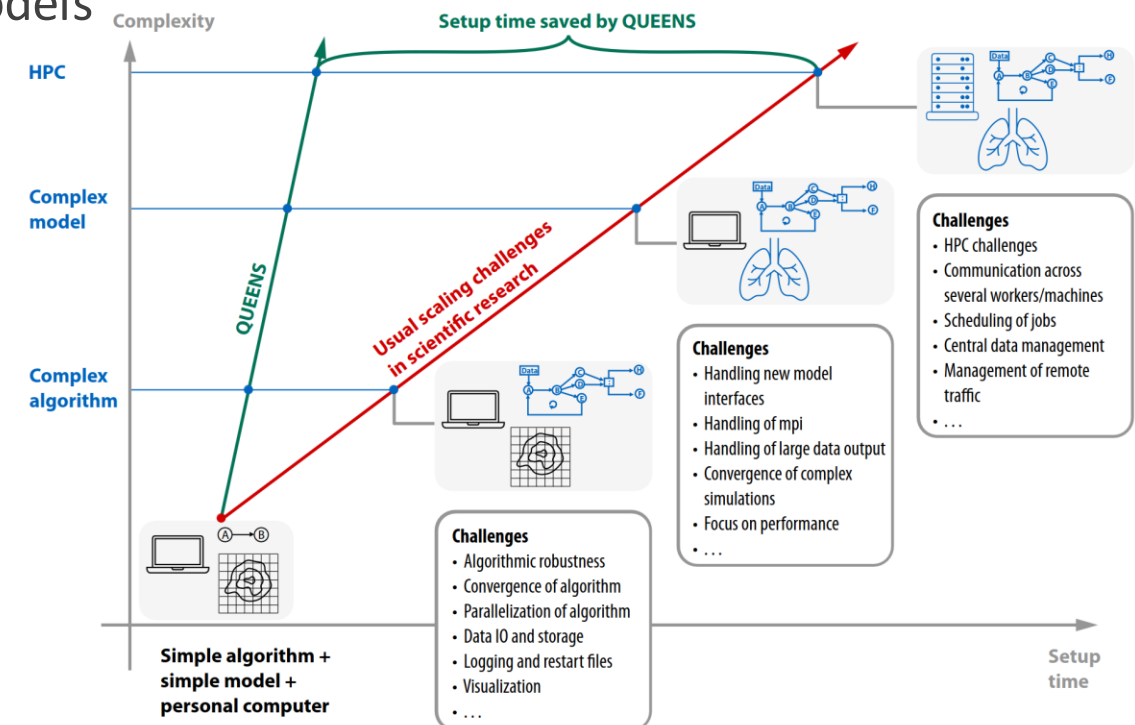 odels
Complexity
Setup time saved by QUEENS
HPC
Complex
model
Complex
algorithm
QUEENS
Usual scaling challenges
in scientific research
Data
A
B
C
D
E
H
F
Data
A
B
C
D
E
H
F
Data
A
B
C
D
E
H
F
A
B
Challenges
• HPC challenges
• Communication across
several workers/machines
• Scheduling of jobs
• Central data management
• Management of remote
traffic
• ...
Challenges
• Handling new model
interfaces
• Handling of mpi
• Handling of large data output
• Convergence of complex
simulations
• Focus on performance
• ...
Challenges
• Algorithmic robustness
• Convergence of algorithm
• Parallelization of algorithm
• Data IO and storage
• Logging and restart files
• Visualization
• ...
Simple algorithm +
simple model +
personal computer
Setup
time